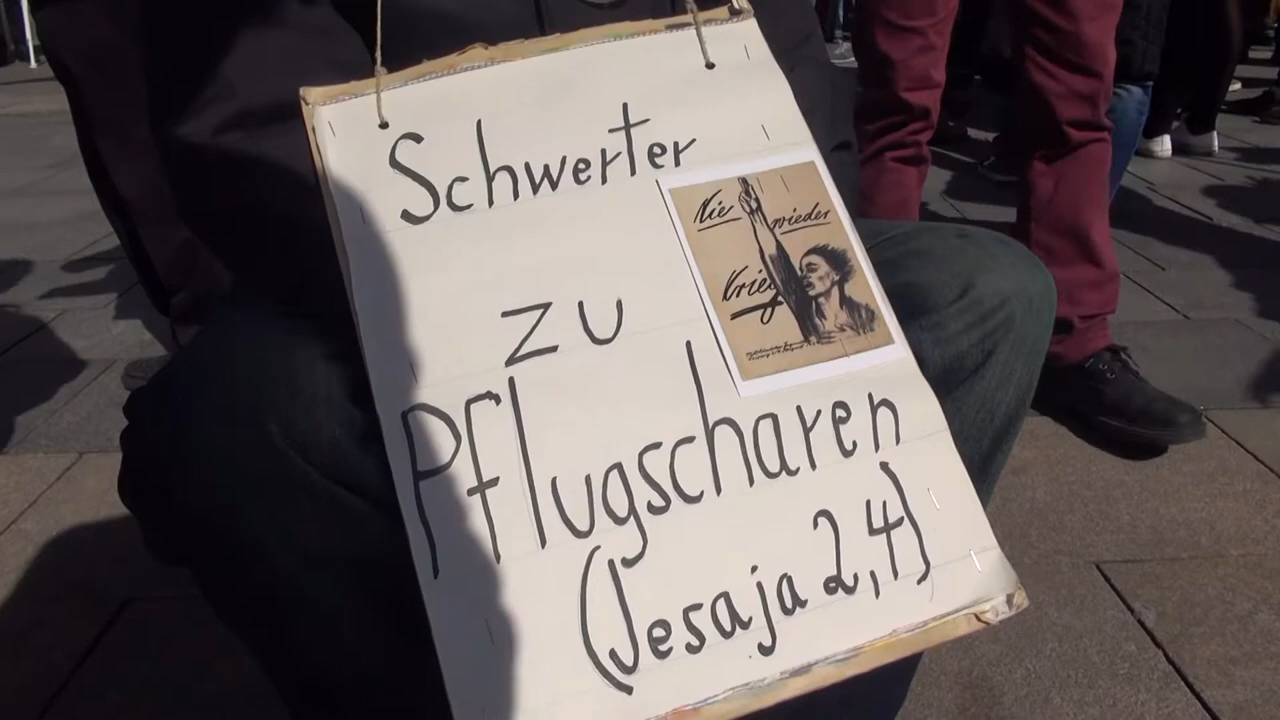 Schwerter
zu
Pflugscharen
(Jesaja 2,4)
Nie wieder
Krieg